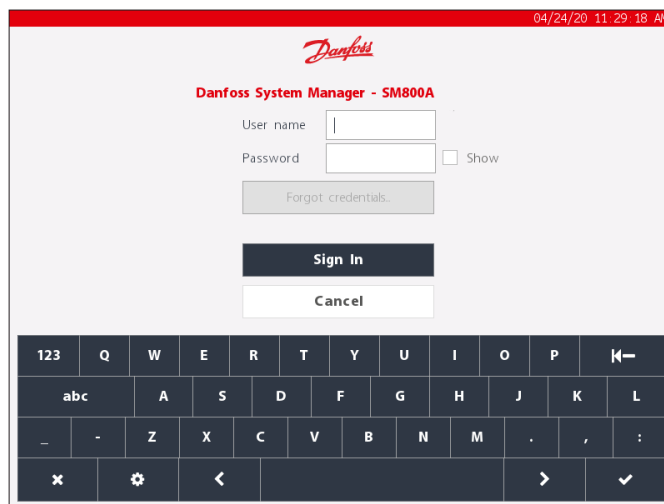 04/24/20 11:29:18 AM
Danfoss
Danfoss System Manager - SM800A
User name
Password Show
Forgot credentials..
Sign In
Cancel
123 Q W E R T Y U I O P
abc A S D F G H J K L
_ - Z X C V B N M . , :